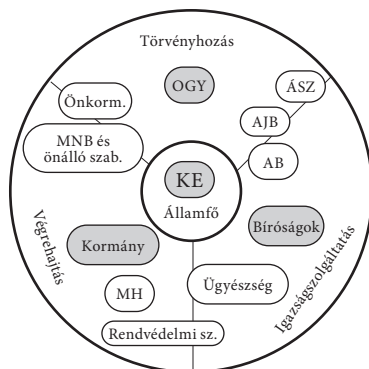 Törvényhozás
OGY
ÁSZ
Önkorm.
AJB
MNB és
önálló szab.
AB
KE
Államfő
Bíróságok
Kormány
Végrehajtás
Igazságszolgáltatás
Ügyészség
MH
Rendvédelmi sz.